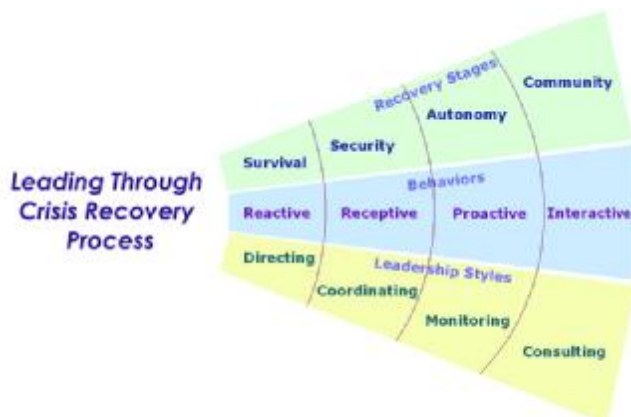 Leading Through
Crisis Recovery
Process
Recovery Stages
Survival
Security
Autonomy
Community
Behaviors
Reactive
Receptive
Proactive
Interactive
Leadership Styles
Directing
Coordinating
Monitoring
Consulting